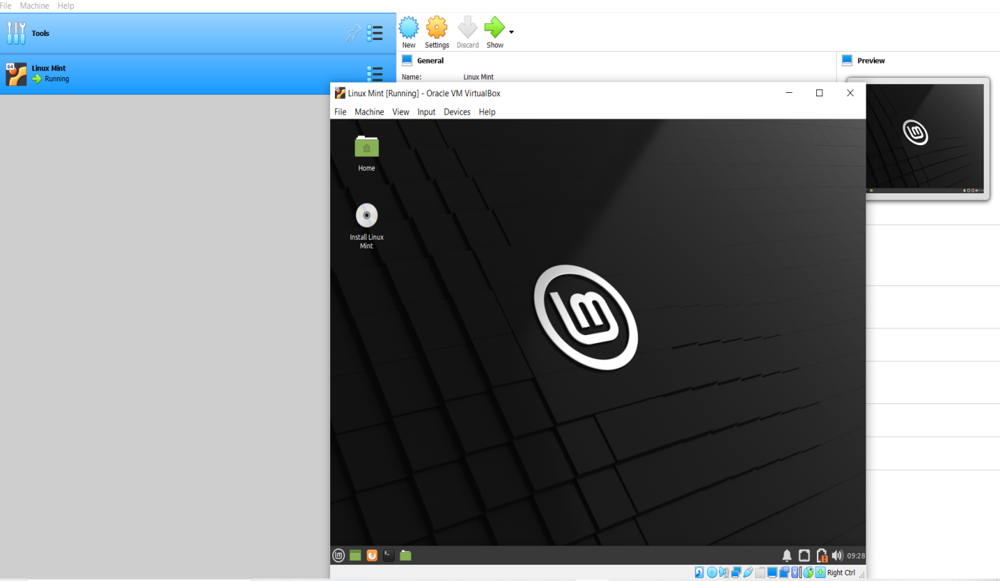 File Machine Help
Tools
New Settings Discard Show
64
Linux Mint
Running
General
Name: Linux Mint
Preview
Linux Mint [Running] - Oracle VM VirtualBox
File Machine View Input Devices Help
Home
Install Linux
Mint
lm
$_
09:28
Right Ctrl